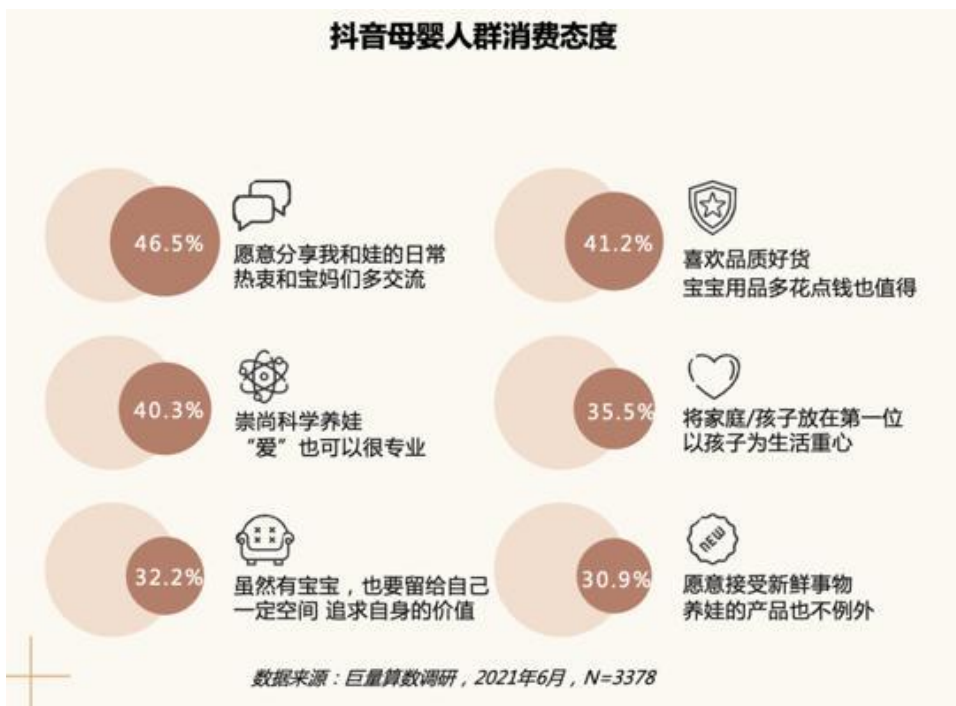 抖音母婴人群消费态度
46.5%
愿意分享我和娃的日常
热衷和宝妈们多交流
41.2%
喜欢品质好货
宝宝用品多花点钱也值得
40.3%
崇尚科学养娃
“爱”也可以很专业
35.5%
将家庭/孩子放在第一位
以孩子为生活重心
32.2%
虽然有宝宝，也要留给自己
一定空间 追求自身的价值
30.9%
NEW
愿意接受新鲜事物
养娃的产品也不例外
数据来源：巨量算数调研，2021年6月，N=3378